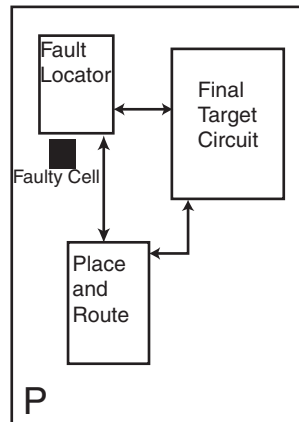 Fault
Locator
Final
Target
Circuit
Faulty Cell
Place
and
Route
P